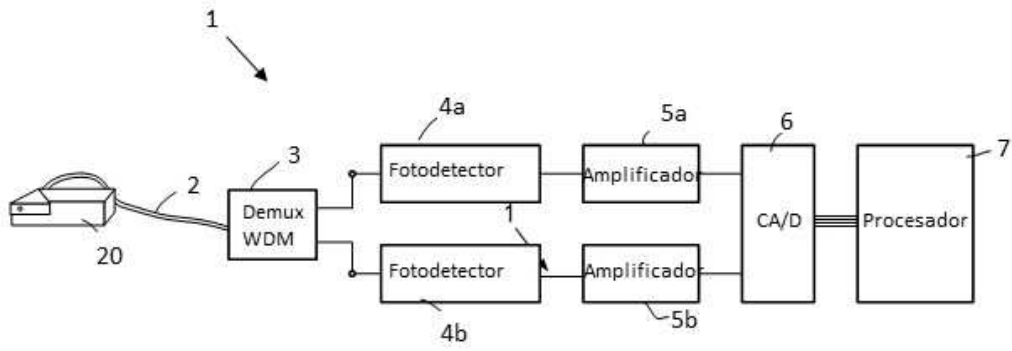 1
4a
5a
6
7
3
2
20
Demux
WDM
Fotodetector
Amplificador
CA/D
Procesador
1
Fotodetector
Amplificador
4b
5b